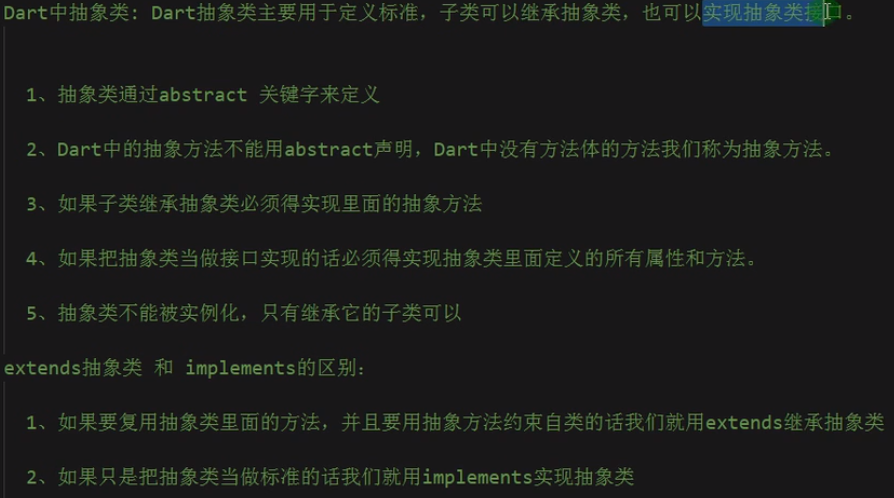 Dart中抽象类: Dart抽象类主要用于定义标准，子类可以继承抽象类，也可以实现抽象类接口。
1、抽象类通过abstract 关键字来定义
2、Dart中的抽象方法不能用abstract声明，Dart中没有方法体的方法我们称为抽象方法。
3、如果子类继承抽象类必须得实现里面的抽象方法
4、如果把抽象类当做接口实现的话必须得实现抽象类里面定义的所有属性和方法。
5、抽象类不能被实例化，只有继承它的子类可以
extends抽象类 和 implements的区别：
1、如果要复用抽象类里面的方法，并且要用抽象方法约束自类的话我们就用extends继承抽象类
2、如果只是把抽象类当做标准的话我们就用implements实现抽象类